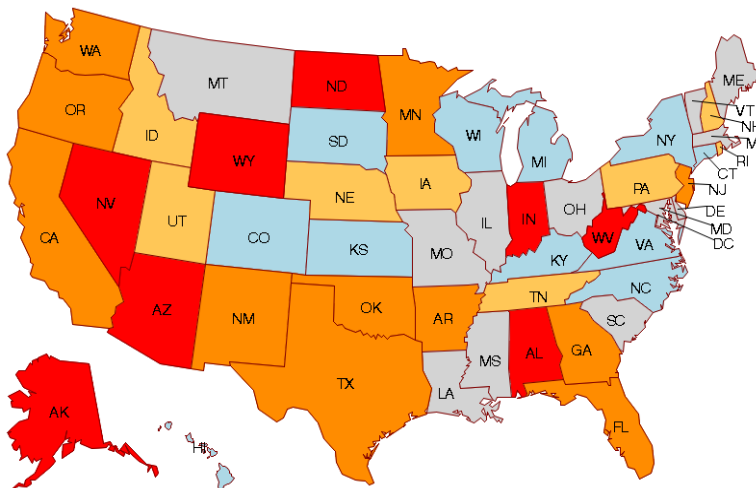 WA
ME
MT
ND
VT
OR
MN
NH
ID
M
WI
NY
SD
RI
WY
MI
CT
IA
PA
NJ
NE
NV
OH
DE
IN
UT
IL
MD
CA
CO
WV
VA
DC
KS
MO
KY
NC
TN
OK
AZ
NM
AR
SC
AL
GA
MS
TX
LA
AK
FL
HI